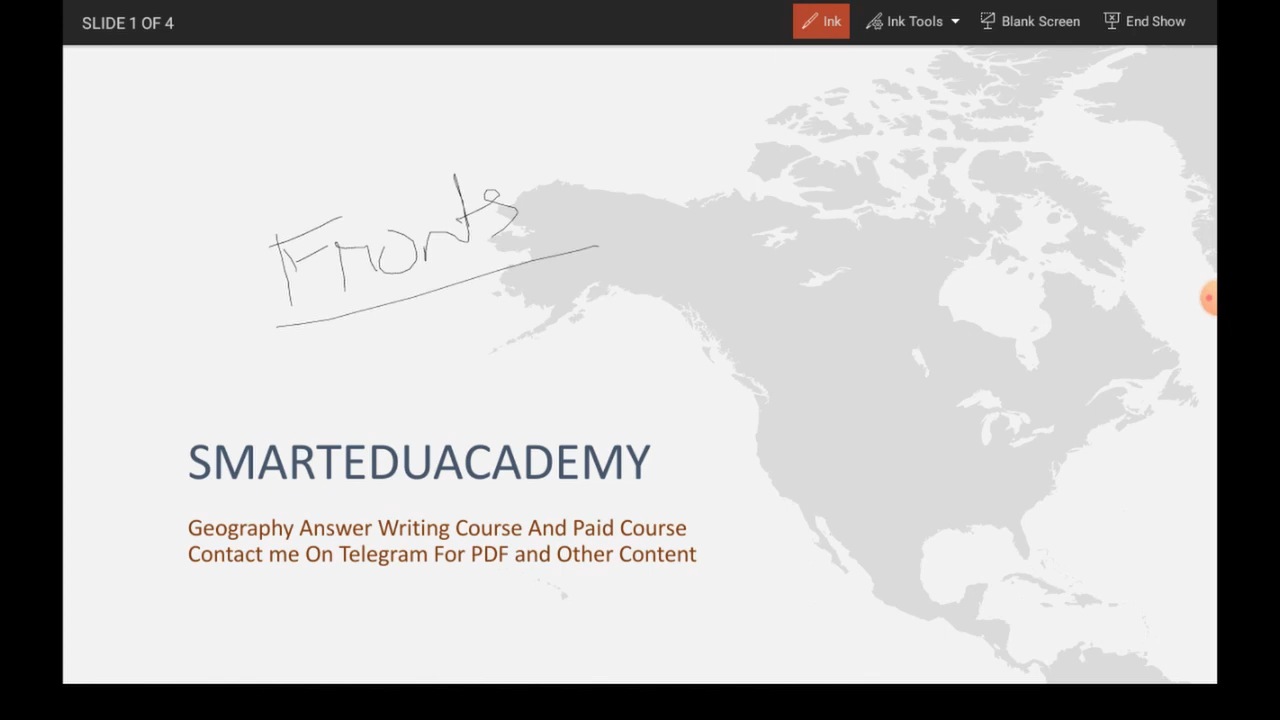 SLIDE 1 OF 4
Ink
Ink Tools
Blank Screen
End Show
Fronts
SMARTEDUACADEMY
Geography Answer Writing Course And Paid Course
Contact me On Telegram For PDF and Other Content